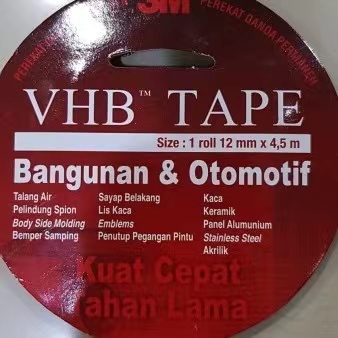 3M
PEREKAT GANDA PERMANEN
VHB™ TAPE
Size : 1 roll 12 mm x 4,5 m
Bangunan & Otomotif
Talang Air
Pelindung Spion
Body Side Molding
Bemper Samping
Sayap Belakang
Lis Kaca
Emblems
Penutup Pegangan Pintu
Kaca
Keramik
Panel Alumunium
Stainless Steel
Akrilik
Kuat Cepat
Tahan Lama